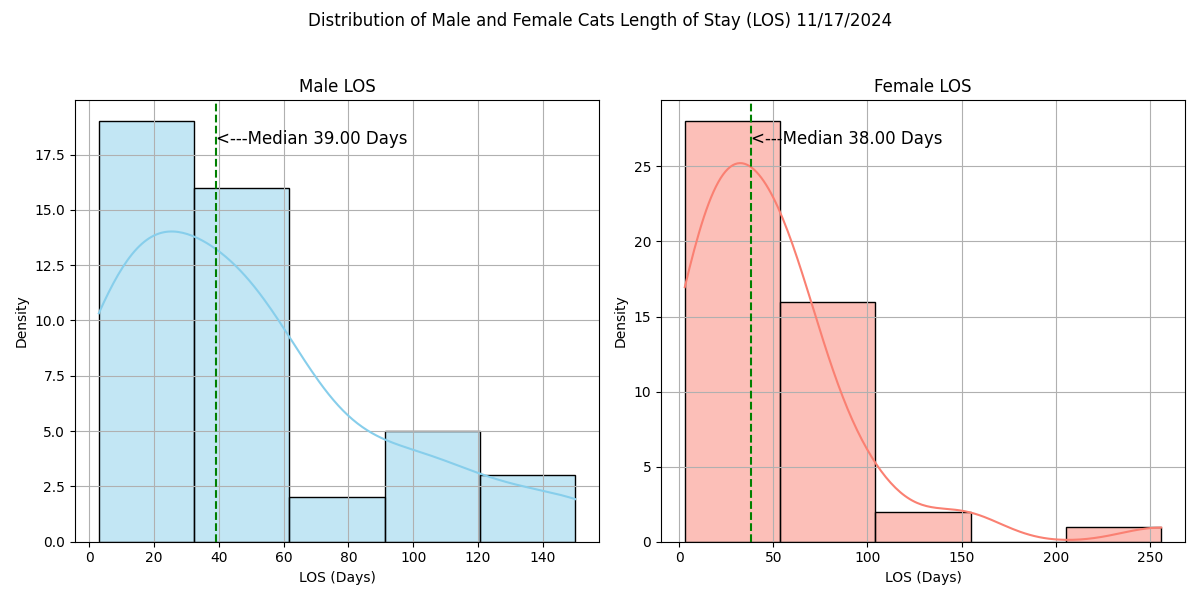 Distribution of Male and Female Cats Length of Stay (LOS) 11/17/2024
Male LOS
<---Median 39.00 Days
17.5
15.0
12.5
10.0
7.5
5.0
2.5
0.0
Density
0 20 40 60 80 100 120 140
LOS (Days)
Female LOS
<---Median 38.00 Days
25
20
15
10
5
0
Density
0 50 100 150 200 250
LOS (Days)